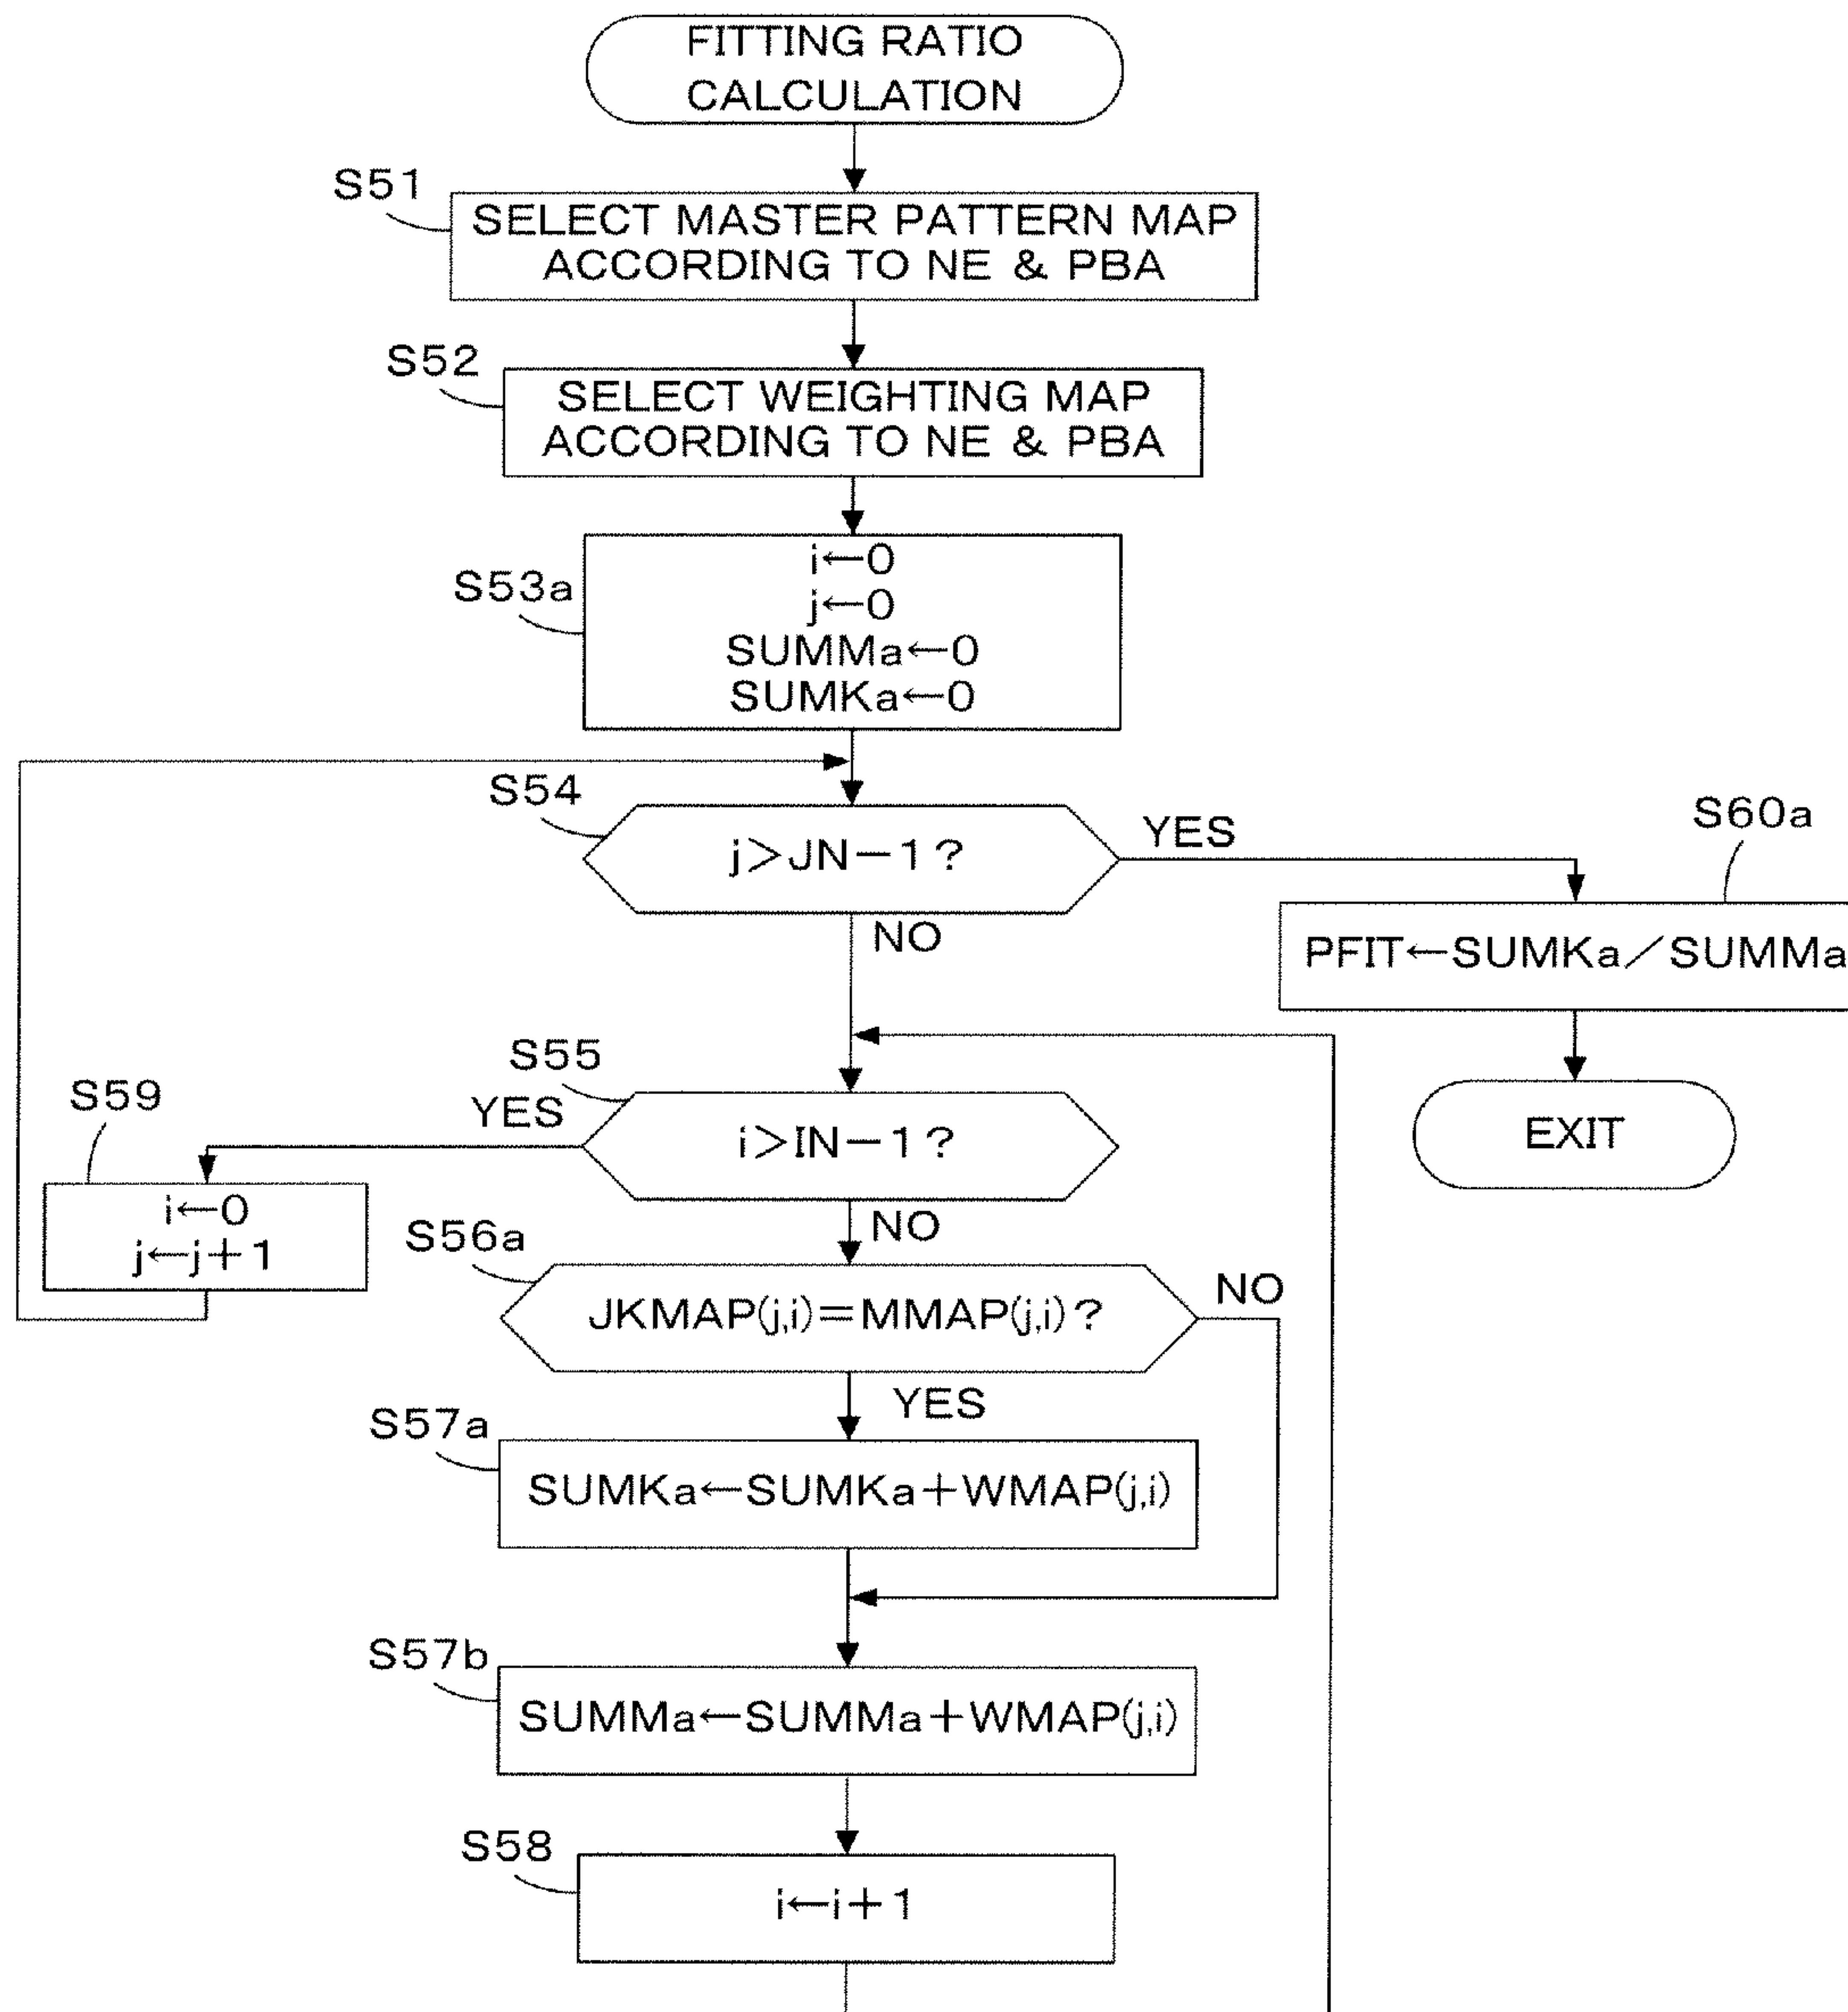 FITTING RATIO
CALCULATION
S51
SELECT MASTER PATTERN MAP
ACCORDING TO NE & PBA
S52
SELECT WEIGHTING MAP
ACCORDING TO NE & PBA
S53a
i←0
j←0
SUMMa←0
SUMKa←0
S54
j>JN−1?
YES
S60a
NO
PFIT←SUMKa／SUMMa
S55
S59
YES
i>IN−1?
EXIT
i←0
j←j+1
NO
S56a
JKMAP(j,i)=MMAP(j,i)?
NO
YES
S57a
SUMKa←SUMKa+WMAP(j,i)
S57b
SUMMa←SUMMa+WMAP(j,i)
S58
i←i+1